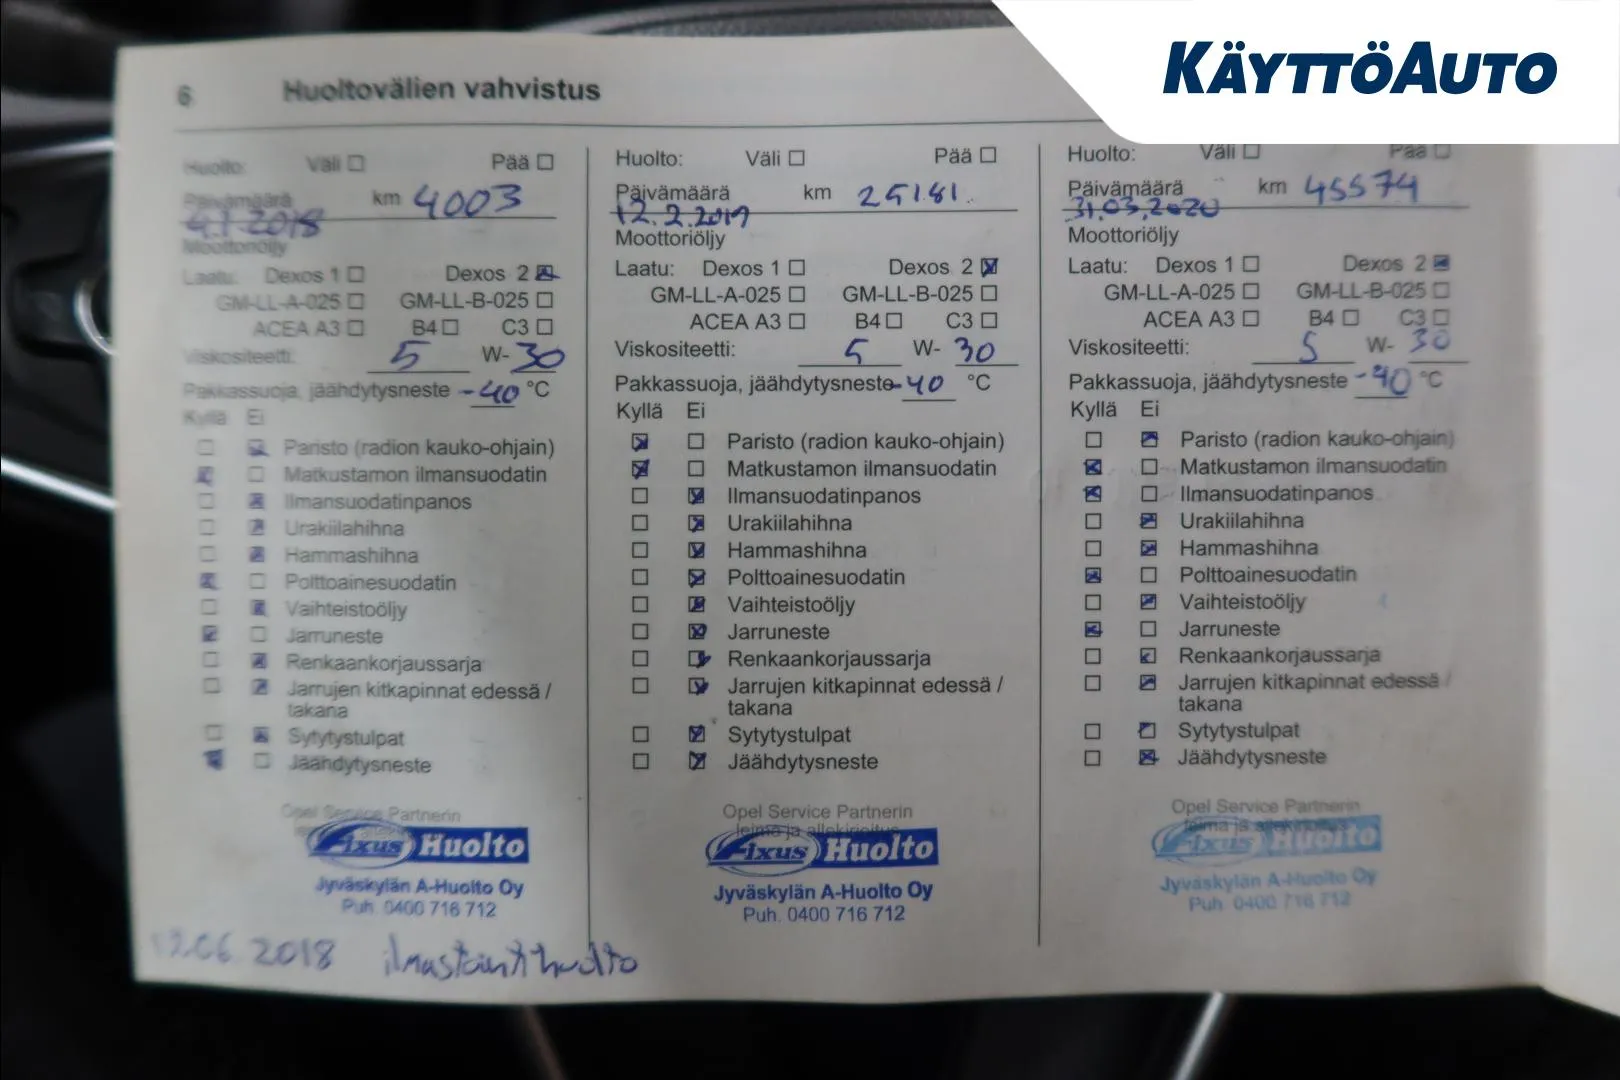 KÄYTTÖAUTO
6 Huoltovälien vahvistus
Huolto: Väli Pää
Päivämäärä km 4003
4.1.2018
Moottoriöljy
Laatu: Dexos 1 Dexos 2
GM-LL-A-025 GM-LL-B-025
ACEA A3 B4 C3
Viskositeetti: 5 W- 30
Pakkassuoja, jäähdytysneste -40 °C
Kyllä Ei
Paristo (radion kauko-ohjain)
Matkustamon ilmansuodatin
Ilmansuodatinpanos
Urakiilahihna
Hammashihna
Polttoainesuodatin
Vaihteistoöljy
Jarruneste
Renkaankorjaussarja
Jarrujen kitkapinnat edessä /
takana
Sytytystulpat
Jäähdytysneste
Opel Service Partnerin
Fixus Huolto
Jyväskylän A-Huolto Oy
Puh. 0400 716 712
12.06.2018 ilmastointihuolto
Huolto: Väli Pää
Päivämäärä km 25181.
12.2.2019
Moottoriöljy
Laatu: Dexos 1 Dexos 2
GM-LL-A-025 GM-LL-B-025
ACEA A3 B4 C3
Viskositeetti: 5 W- 30
Pakkassuoja, jäähdytysneste -40 °C
Kyllä Ei
Paristo (radion kauko-ohjain)
Matkustamon ilmansuodatin
Ilmansuodatinpanos
Urakiilahihna
Hammashihna
Polttoainesuodatin
Vaihteistoöljy
Jarruneste
Renkaankorjaussarja
Jarrujen kitkapinnat edessä /
takana
Sytytystulpat
Jäähdytysneste
Opel Service Partnerin
leima ja allekirjoitus
Fixus Huolto
Jyväskylän A-Huolto Oy
Puh. 0400 716 712
Huolto: Väli Pää
Päivämäärä km 45574
31.03.2020
Moottoriöljy
Laatu: Dexos 1 Dexos 2
GM-LL-A-025 GM-LL-B-025
ACEA A3 B4 C3
Viskositeetti: 5 W- 30
Pakkassuoja, jäähdytysneste -40 °C
Kyllä Ei
Paristo (radion kauko-ohjain)
Matkustamon ilmansuodatin
Ilmansuodatinpanos
Urakiilahihna
Hammashihna
Polttoainesuodatin
Vaihteistoöljy
Jarruneste
Renkaankorjaussarja
Jarrujen kitkapinnat edessä /
takana
Sytytystulpat
Jäähdytysneste
Opel Service Partnerin
leima ja allekirjoitus
Fixus Huolto
Jyväskylän A-Huolto Oy
Puh. 0400 716 712